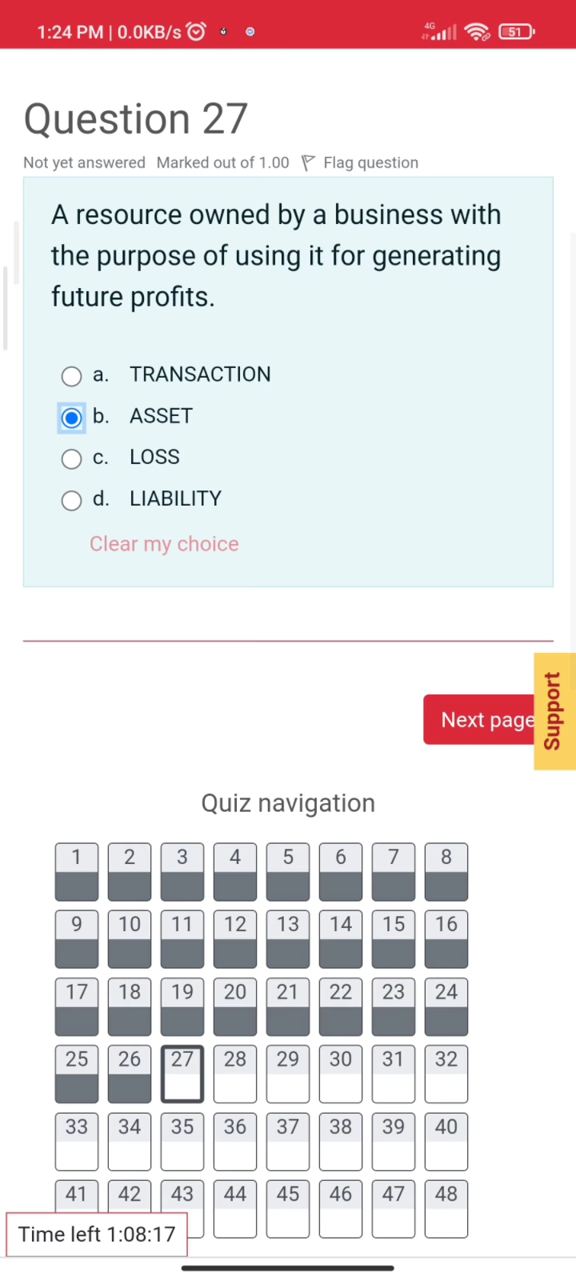 1:24 PM | 0.0KB/s
4G
51
Question 27
Not yet answered Marked out of 1.00 Flag question
A resource owned by a business with
the purpose of using it for generating
future profits.
a. TRANSACTION
b. ASSET
c. LOSS
d. LIABILITY
Clear my choice
Next page
Support
Quiz navigation
1 2 3 4 5 6 7 8
9 10 11 12 13 14 15 16
17 18 19 20 21 22 23 24
25 26 27 28 29 30 31 32
33 34 35 36 37 38 39 40
41 42 43 44 45 46 47 48
Time left 1:08:17